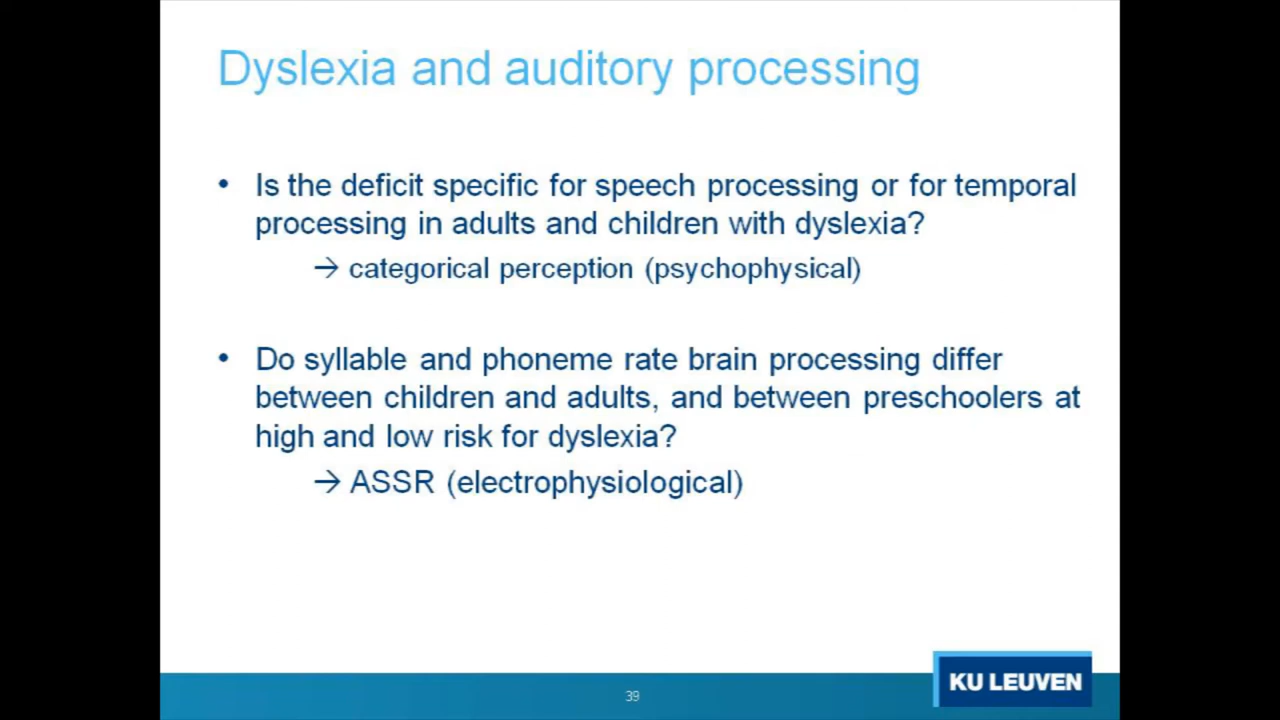 Dyslexia and auditory processing
• Is the deficit specific for speech processing or for temporal
processing in adults and children with dyslexia?
→ categorical perception (psychophysical)
• Do syllable and phoneme rate brain processing differ
between children and adults, and between preschoolers at
high and low risk for dyslexia?
→ ASSR (electrophysiological)
39
KU LEUVEN